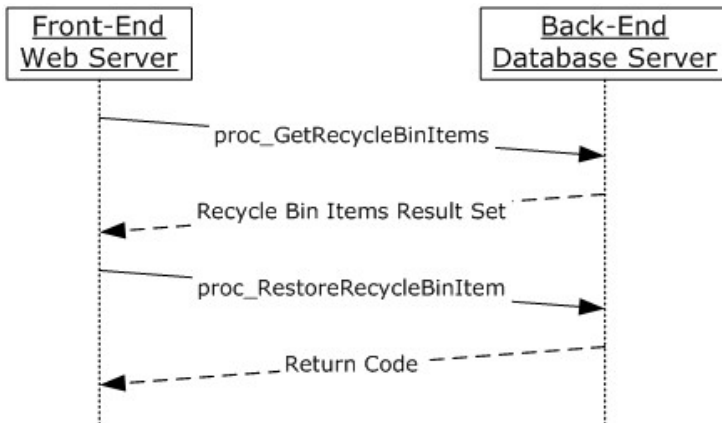 Front-End
Web Server
Back-End
Database Server
proc_GetRecycleBinItems
Recycle Bin Items Result Set
proc_RestoreRecycleBinItem
Return Code